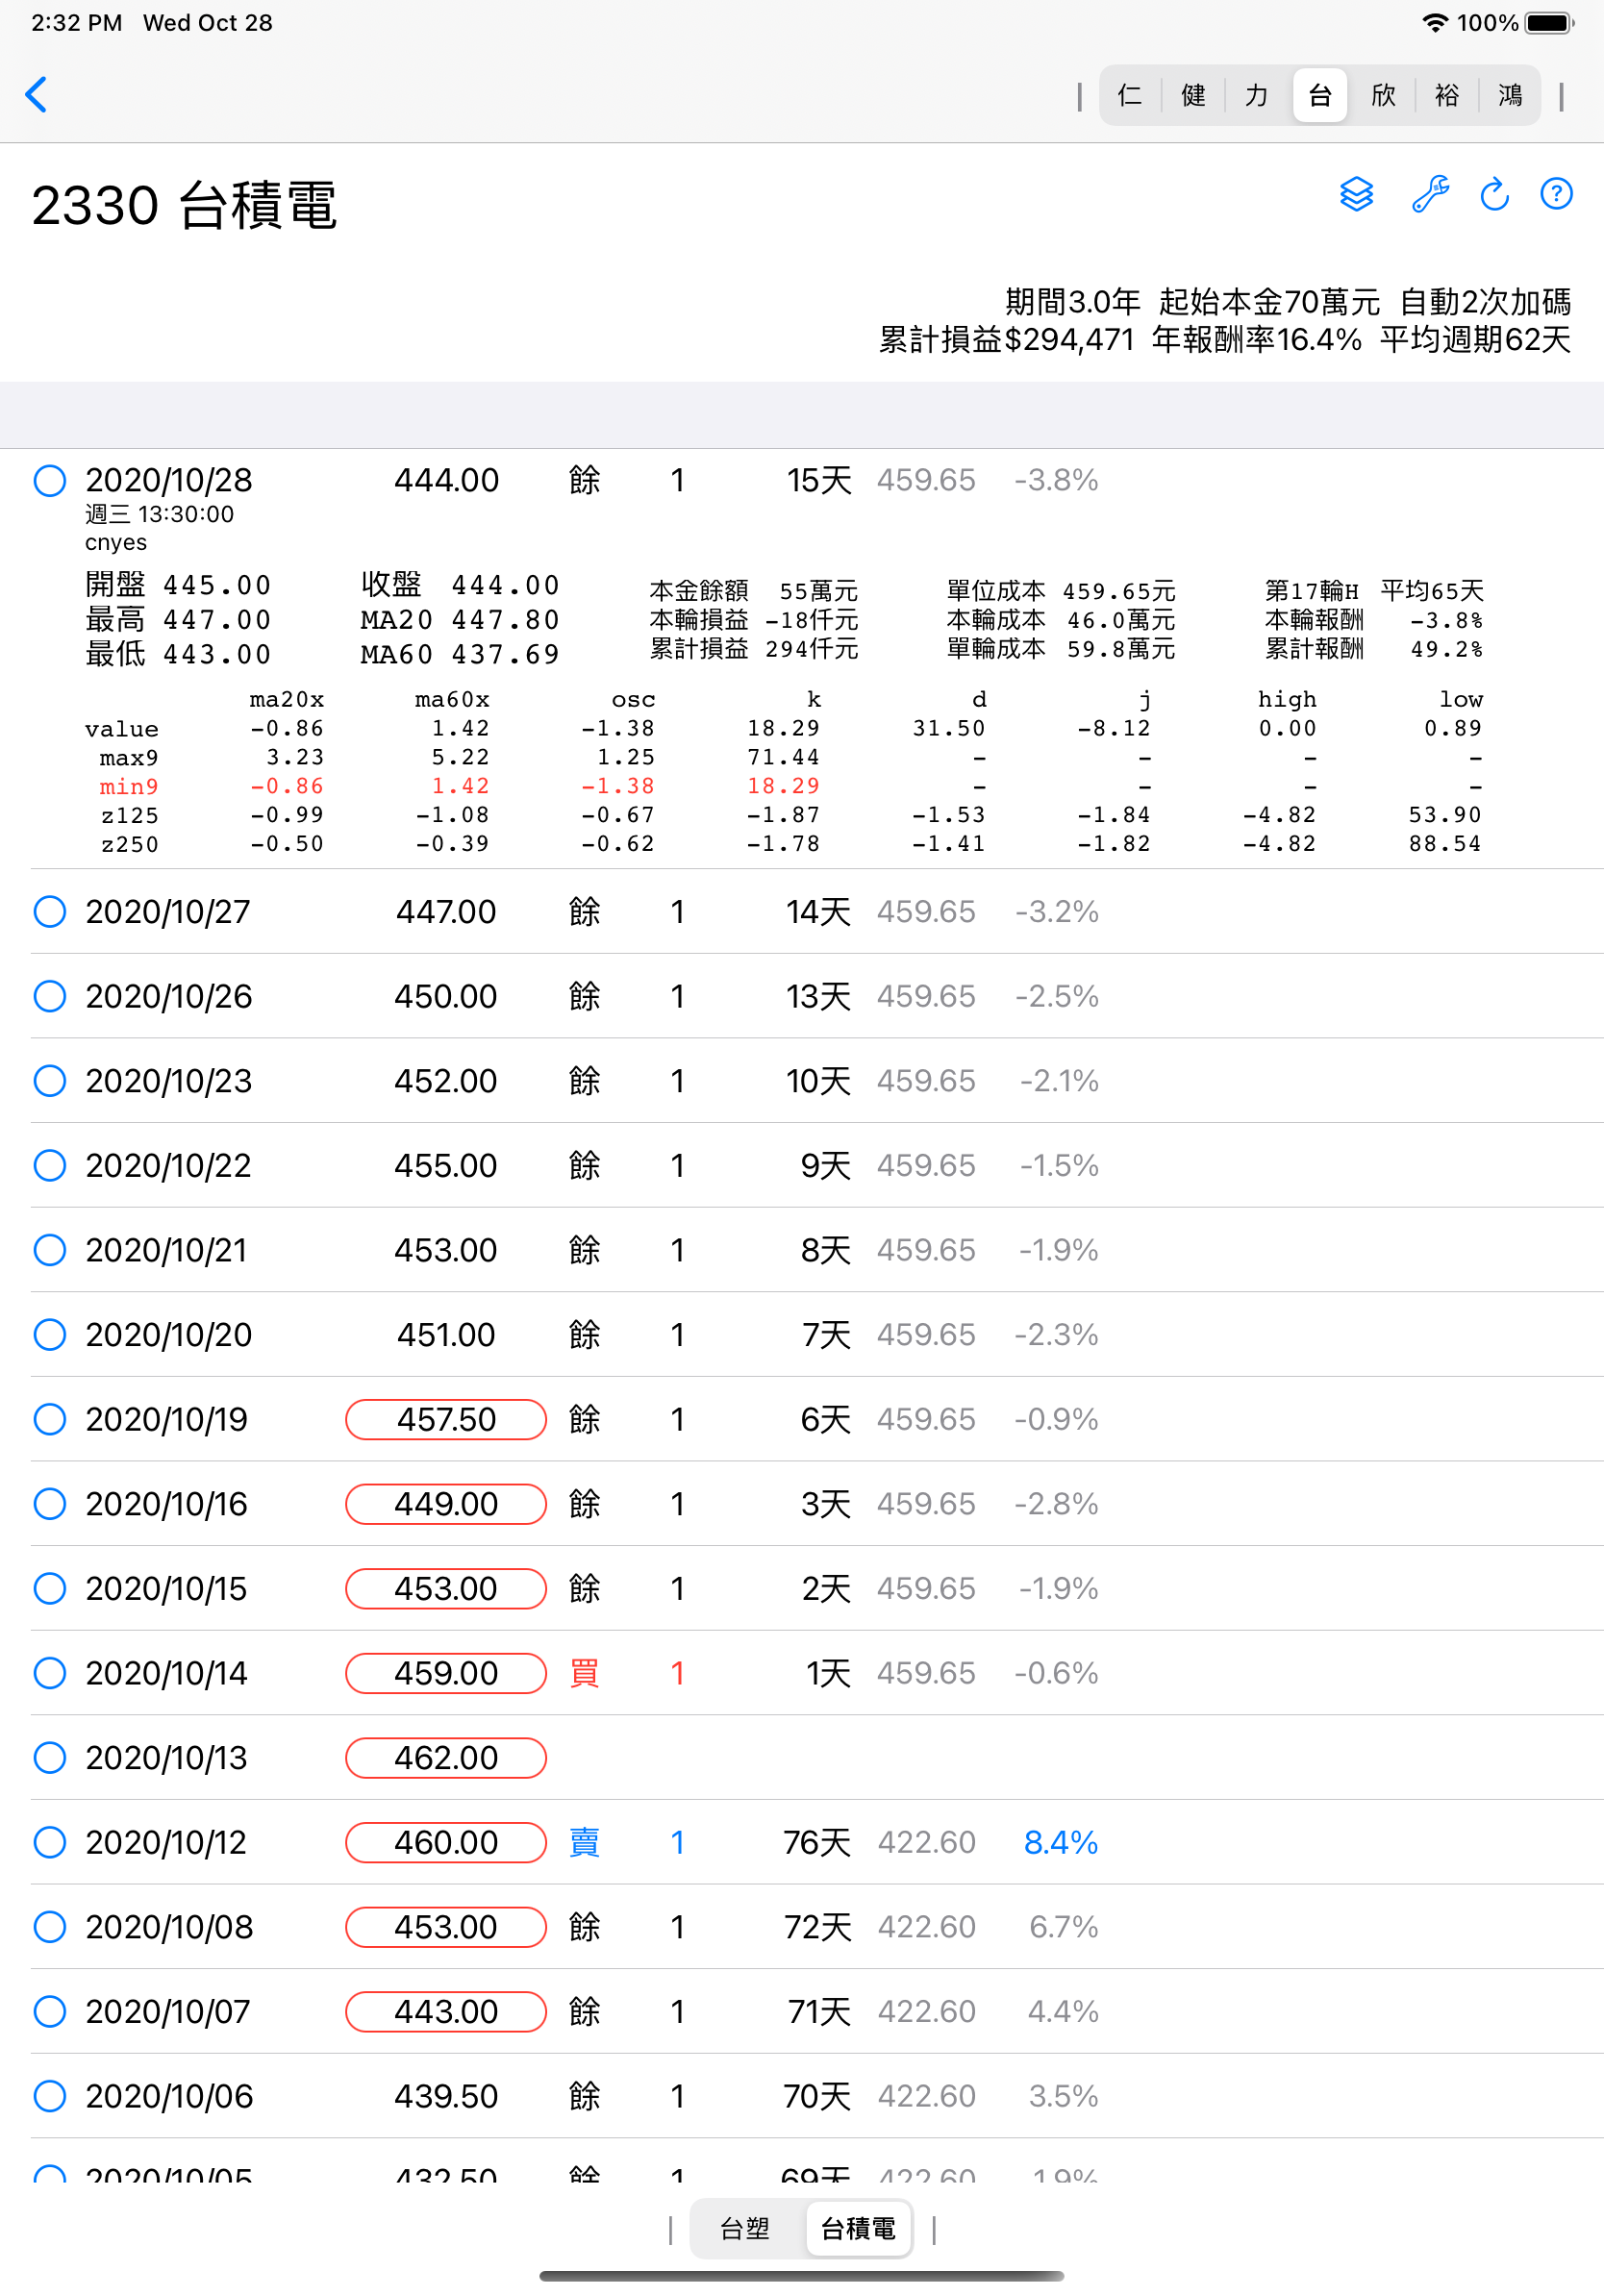 2:32 PM Wed Oct 28 100%
仁 健 力 台 欣 裕 鴻
2330 台積電
期間3.0年 起始本金70萬元 自動2次加碼
累計損益$294,471 年報酬率16.4% 平均週期62天
2020/10/28 444.00 餘 1 15天 459.65 -3.8%
週三 13:30:00
cnyes
開盤 445.00 收盤 444.00 本金餘額 55萬元 單位成本 459.65元 第17輪H 平均65天
最高 447.00 MA20 447.80 本輪損益 -18仟元 本輪成本 46.0萬元 本輪報酬 -3.8%
最低 443.00 MA60 437.69 累計損益 294仟元 單輪成本 59.8萬元 累計報酬 49.2%
ma20x ma60x osc k d j high low
value -0.86 1.42 -1.38 18.29 31.50 -8.12 0.00 0.89
max9 3.23 5.22 1.25 71.44 - - - -
min9 -0.86 1.42 -1.38 18.29 - - - -
z125 -0.99 -1.08 -0.67 -1.87 -1.53 -1.84 -4.82 53.90
z250 -0.50 -0.39 -0.62 -1.78 -1.41 -1.82 -4.82 88.54
2020/10/27 447.00 餘 1 14天 459.65 -3.2%
2020/10/26 450.00 餘 1 13天 459.65 -2.5%
2020/10/23 452.00 餘 1 10天 459.65 -2.1%
2020/10/22 455.00 餘 1 9天 459.65 -1.5%
2020/10/21 453.00 餘 1 8天 459.65 -1.9%
2020/10/20 451.00 餘 1 7天 459.65 -2.3%
2020/10/19 457.50 餘 1 6天 459.65 -0.9%
2020/10/16 449.00 餘 1 3天 459.65 -2.8%
2020/10/15 453.00 餘 1 2天 459.65 -1.9%
2020/10/14 459.00 買 1 1天 459.65 -0.6%
2020/10/13 462.00
2020/10/12 460.00 賣 1 76天 422.60 8.4%
2020/10/08 453.00 餘 1 72天 422.60 6.7%
2020/10/07 443.00 餘 1 71天 422.60 4.4%
2020/10/06 439.50 餘 1 70天 422.60 3.5%
2020/10/05 432.50 餘 1 69天 422.60 1.9%
台塑 台積電